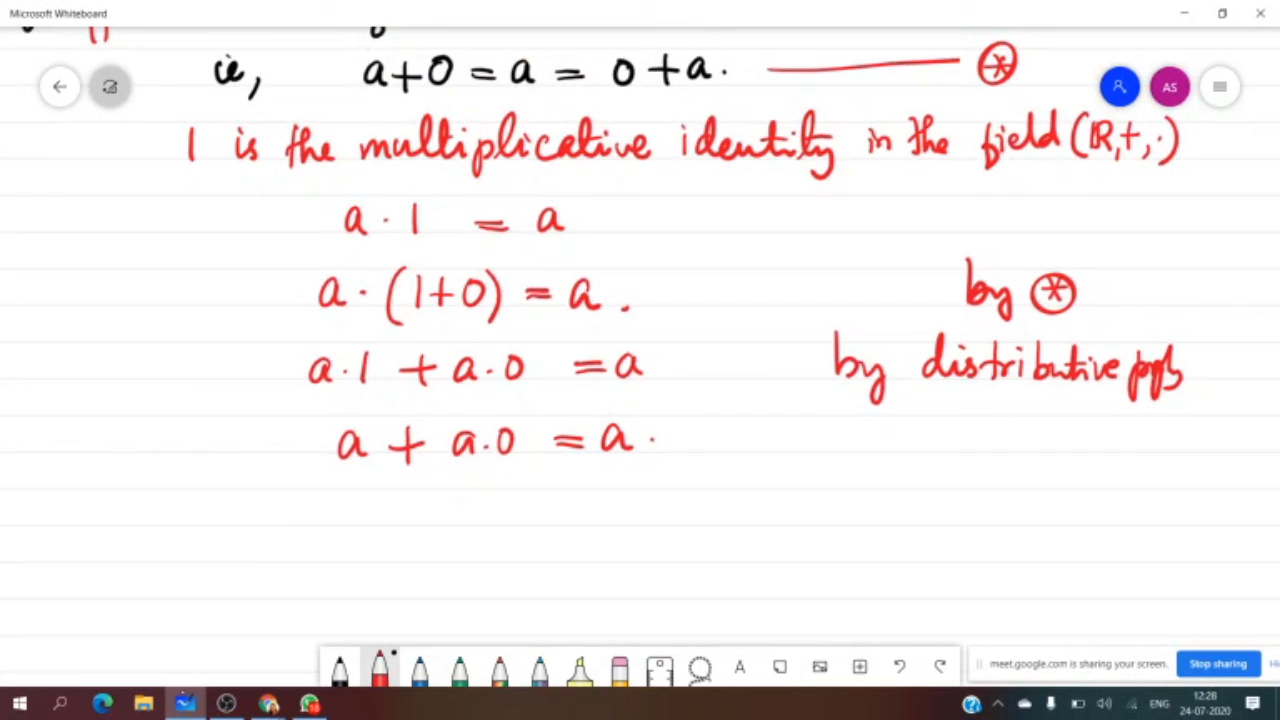 Microsoft Whiteboard
ie, a+0 = a = 0+a. ——— ⊛
AS
1 is the multiplicative identity in the field (ℝ,+,·)
a · 1 = a
a · (1+0) = a . by ⊛
a·1 + a·0 = a by distributive
a + a·0 = a .
A
meet.google.com is sharing your screen. Stop sharing
ENG
12:28
24-07-2020